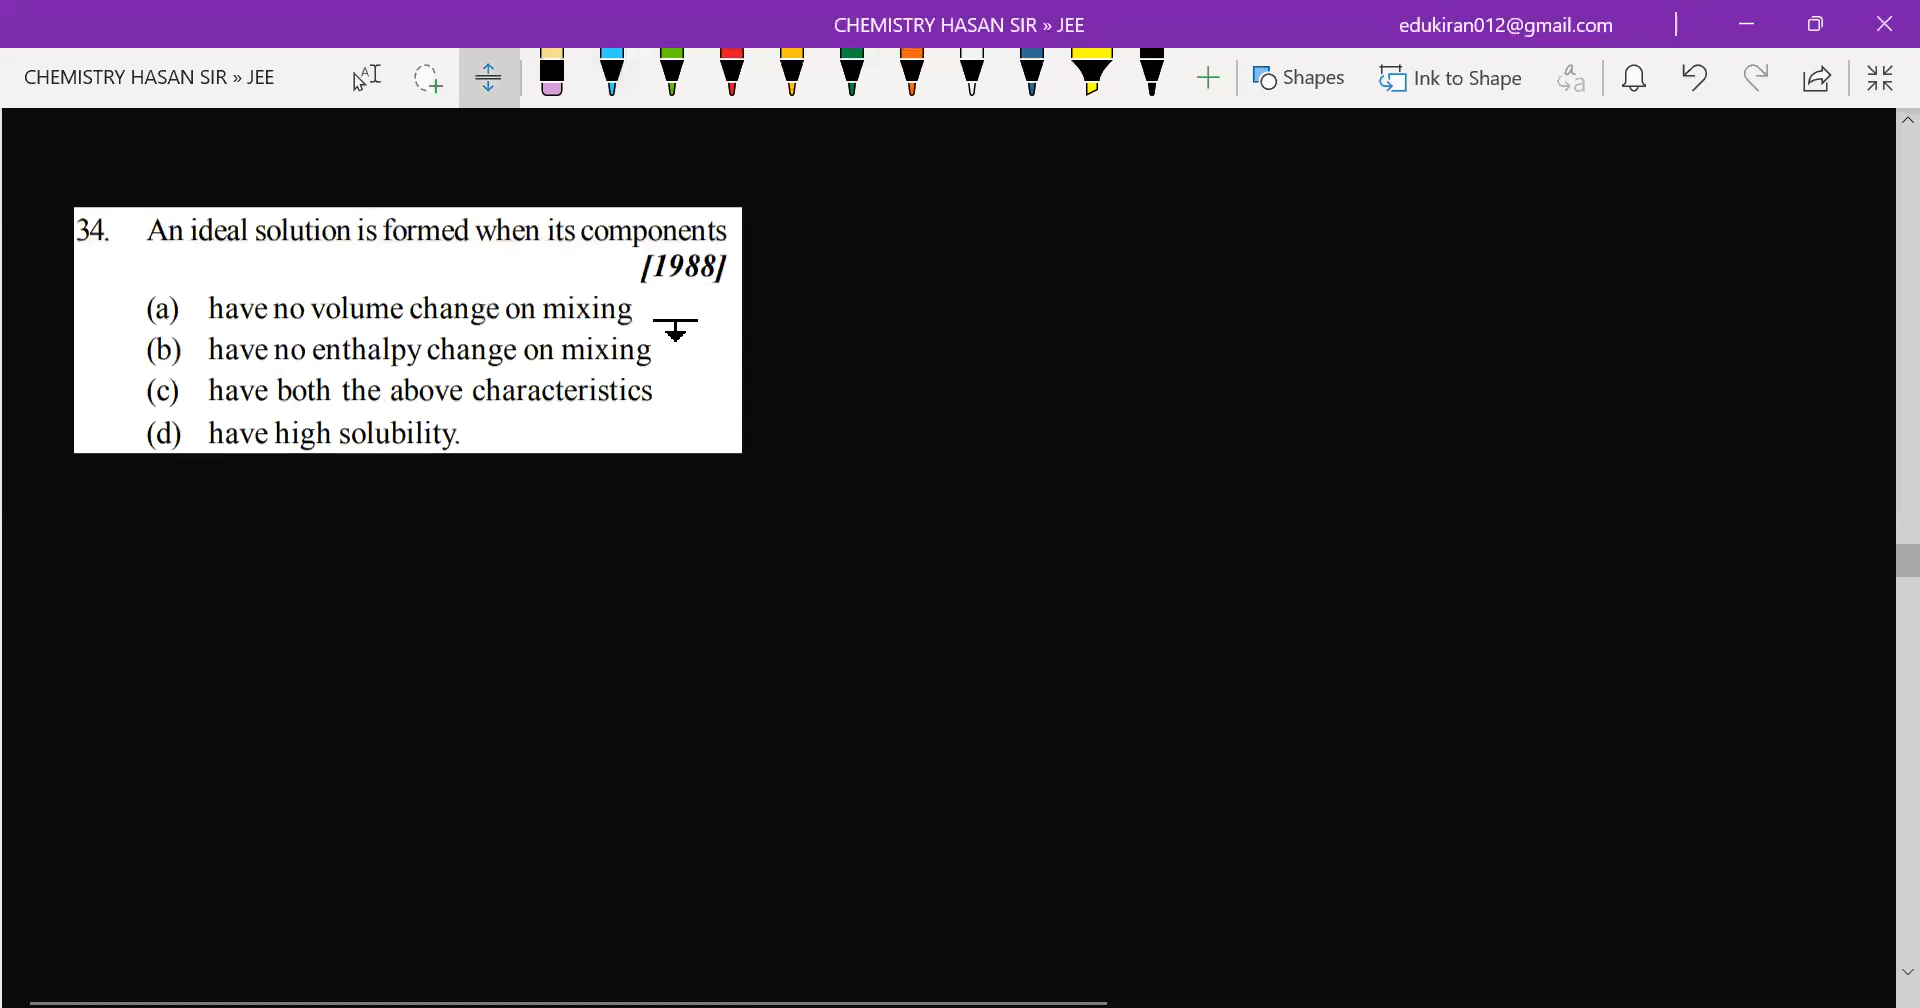 CHEMISTRY HASAN SIR » JEE
edukiran012@gmail.com
CHEMISTRY HASAN SIR » JEE
Shapes
Ink to Shape
34. An ideal solution is formed when its components
[1988]
(a) have no volume change on mixing
(b) have no enthalpy change on mixing
(c) have both the above characteristics
(d) have high solubility.